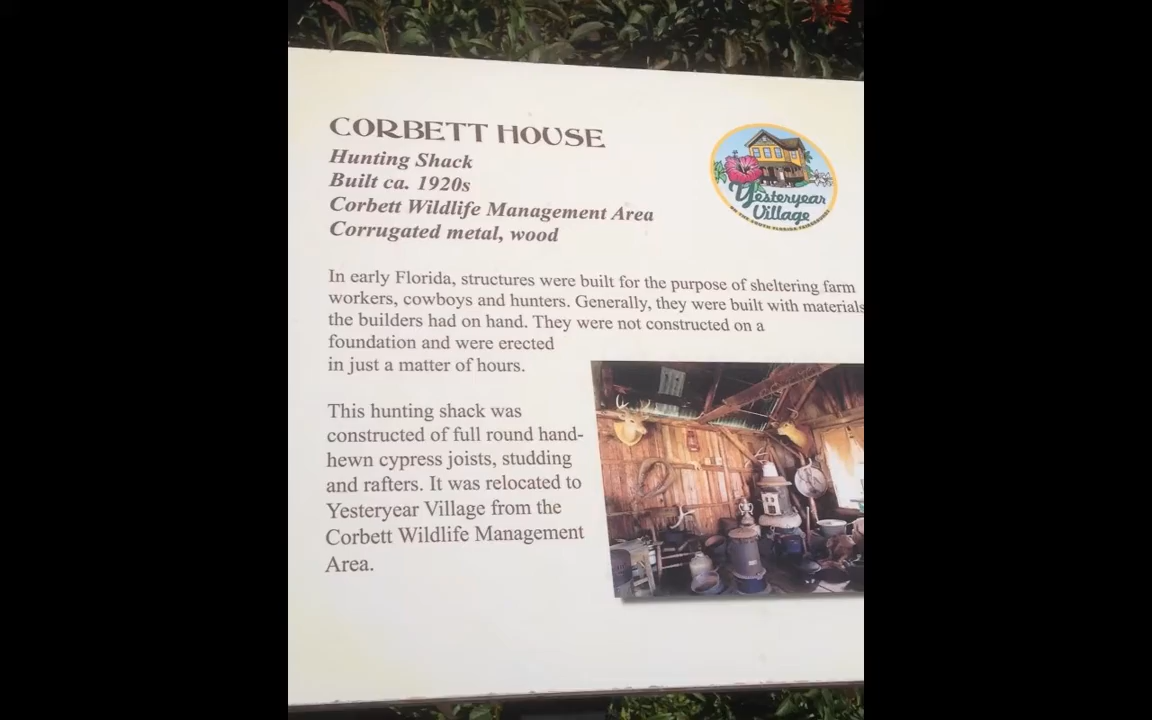 CORBETT HOUSE
Hunting Shack
Built ca. 1920s
Corbett Wildlife Management Area
Corrugated metal, wood
Yesteryear
Village
In early Florida, structures were built for the purpose of sheltering farm
workers, cowboys and hunters. Generally, they were built with materials
the builders had on hand. They were not constructed on a
foundation and were erected
in just a matter of hours.
This hunting shack was
constructed of full round hand-
hewn cypress joists, studding
and rafters. It was relocated to
Yesteryear Village from the
Corbett Wildlife Management
Area.